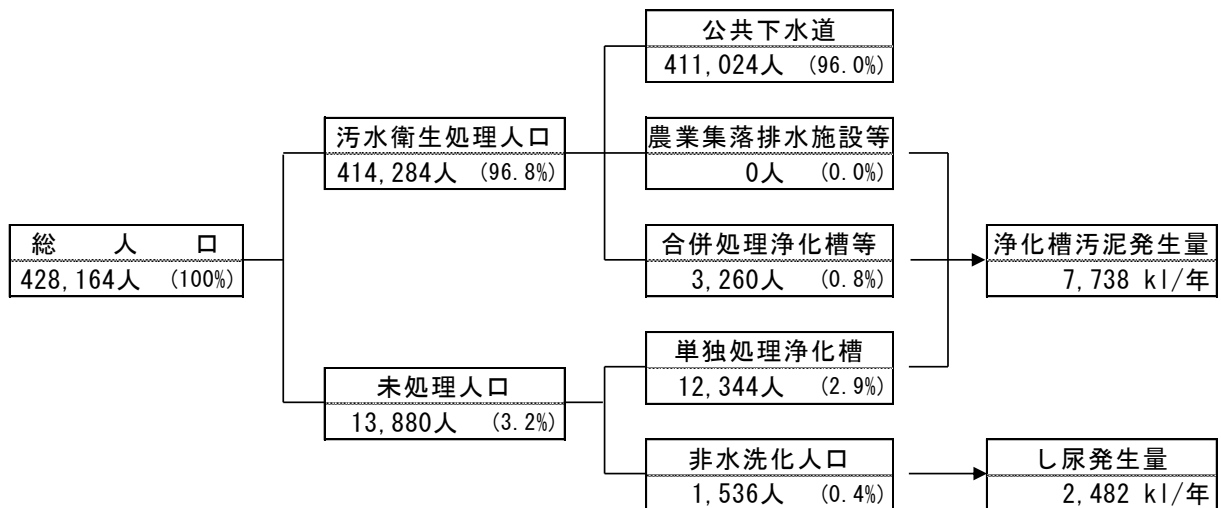 公共下水道
411,024人 (96.0%)
汚水衛生処理人口
414,284人 (96.8%)
農業集落排水施設等
0人 (0.0%)
総人口
428,164人 (100%)
合併処理浄化槽等
3,260人 (0.8%)
浄化槽汚泥発生量
7,738 kl/年
未処理人口
13,880人 (3.2%)
単独処理浄化槽
12,344人 (2.9%)
非水洗化人口
1,536人 (0.4%)
し尿発生量
2,482 kl/年